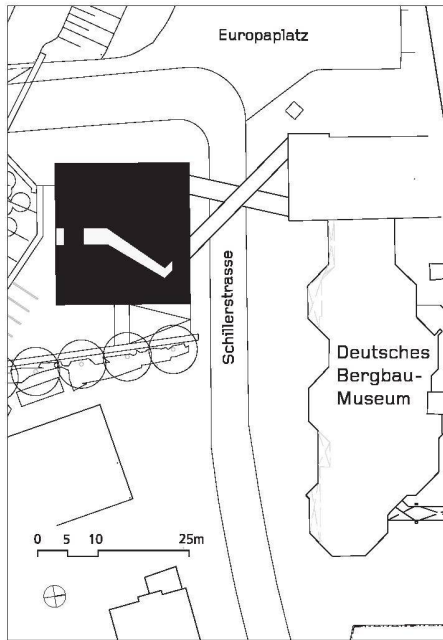 Europaplatz
Schillerstrasse
Deutsches
Bergbau-
Museum
0 5 10 25m